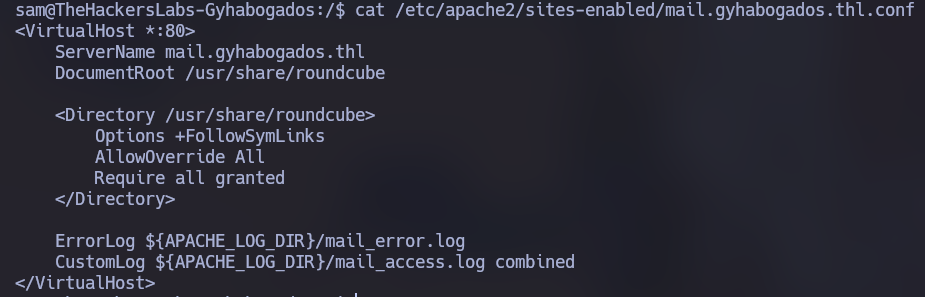 sam@TheHackersLabs-Gyhabogados:/$ cat /etc/apache2/sites-enabled/mail.gyhabogados.thl.conf
<VirtualHost *:80>
    ServerName mail.gyhabogados.thl
    DocumentRoot /usr/share/roundcube

    <Directory /usr/share/roundcube>
        Options +FollowSymLinks
        AllowOverride All
        Require all granted
    </Directory>

    ErrorLog ${APACHE_LOG_DIR}/mail_error.log
    CustomLog ${APACHE_LOG_DIR}/mail_access.log combined
</VirtualHost>